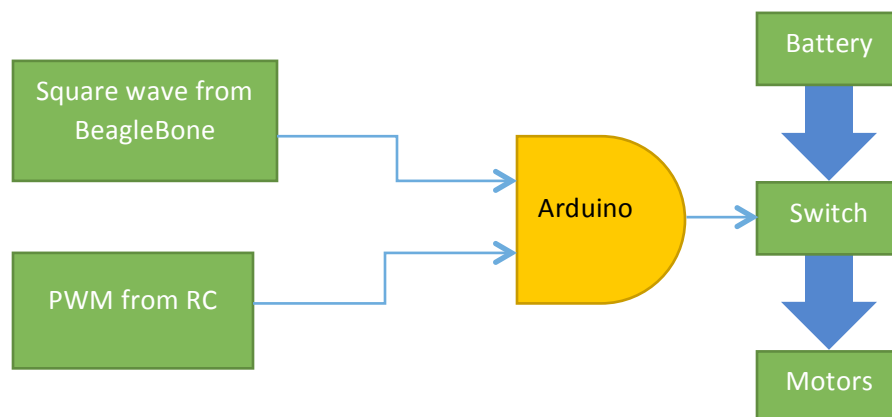 Square wave from
BeagleBone
PWM from RC
Arduino
Battery
Switch
Motors